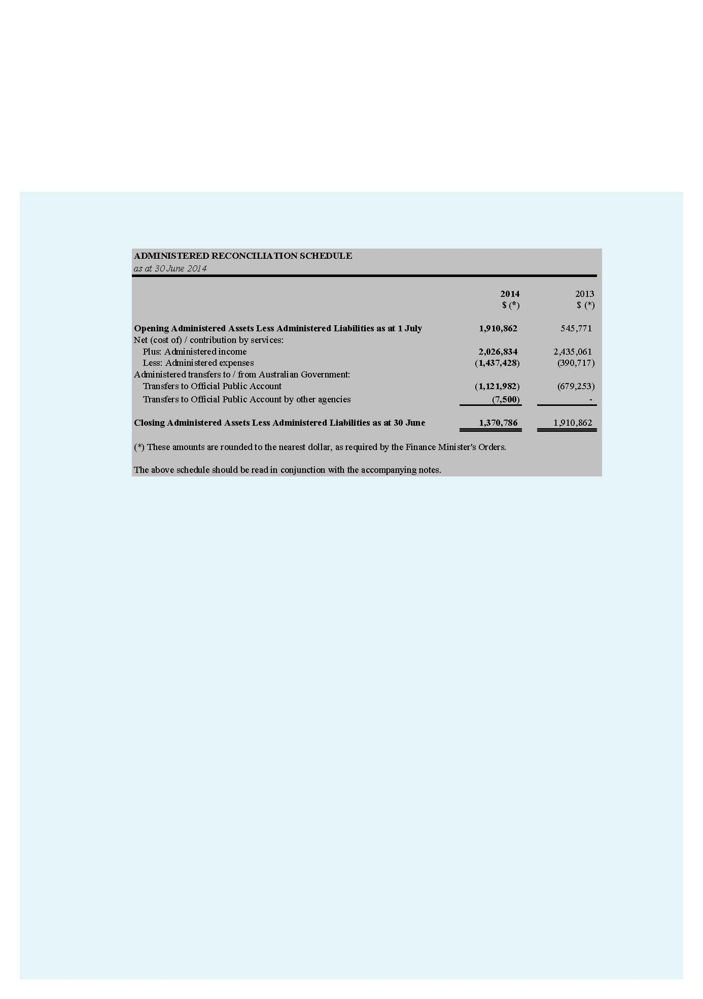 ADMINISTERED RECONCILIATION SCHEDULE
as at 30 June 2014
2014 2013
$ (*) $ (*)
Opening Administered Assets Less Administered Liabilities as at 1 July 1,910,862 545,771
Net (cost of) / contribution by services:
Plus: Administered income 2,026,834 2,435,061
Less: Administered expenses (1,437,428) (390,717)
Administered transfers to / from Australian Government:
Transfers to Official Public Account (1,121,982) (679,253)
Transfers to Official Public Account by other agencies (7,500) -
Closing Administered Assets Less Administered Liabilities as at 30 June 1,370,786 1,910,862
(*) These amounts are rounded to the nearest dollar, as required by the Finance Minister's Orders.
The above schedule should be read in conjunction with the accompanying notes.